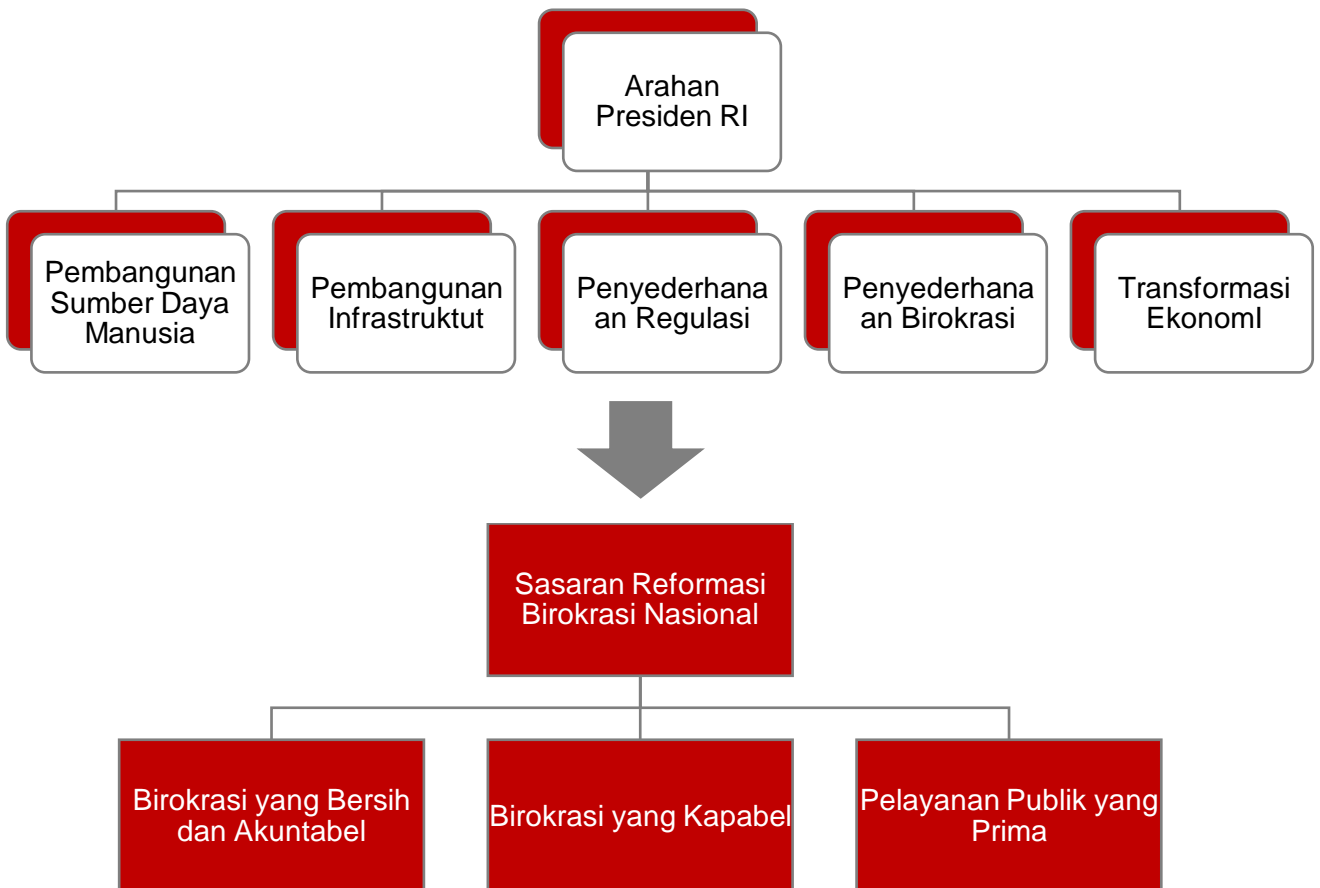 Arahan
Presiden RI
Pembangunan
Sumber Daya
Manusia
Pembangunan
Infrastruktut
Penyederhana
an Regulasi
Penyederhana
an Birokrasi
Transformasi
EkonomI
Sasaran Reformasi
Birokrasi Nasional
Birokrasi yang Bersih
dan Akuntabel
Birokrasi yang Kapabel
Pelayanan Publik yang
Prima